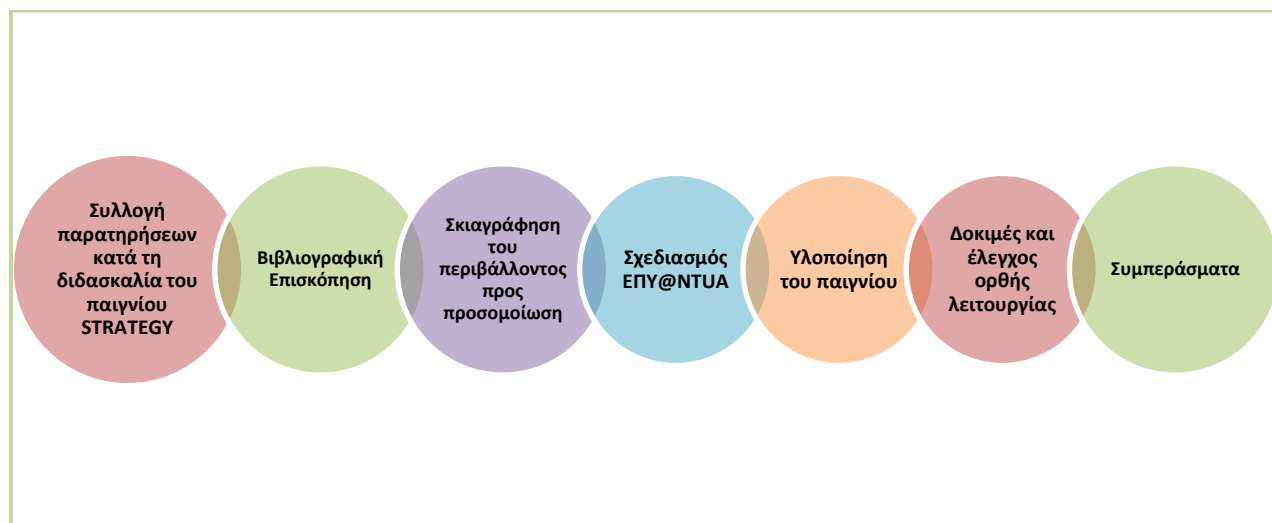 Συλλογή
παρατηρήσεων
κατά τη
διδασκαλία του
παιγνίου
STRATEGY
Βιβλιογραφική
Επισκόπηση
Σκιαγράφηση
του
περιβάλλοντος
προς
προσομοίωση
Σχεδιασμός
ΕΠΥ@NTUA
Υλοποίηση
του παιγνίου
Δοκιμές και
έλεγχος
ορθής
λειτουργίας
Συμπεράσματα